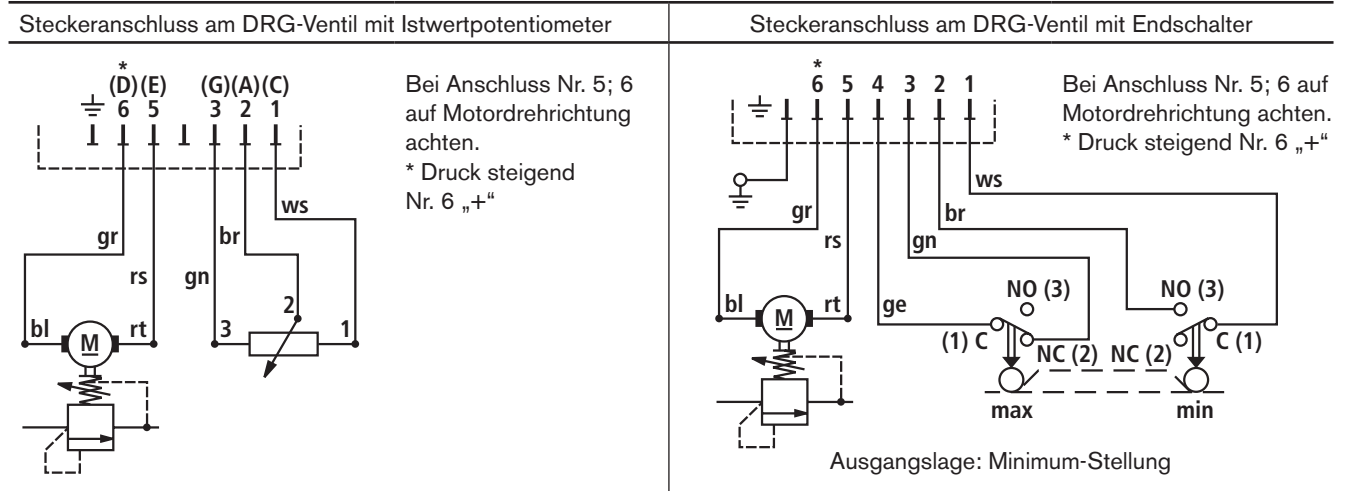 Steckeranschluss am DRG-Ventil mit Istwertpotentiometer
*
(D)(E) (G)(A)(C)
6 5 3 2 1
Bei Anschluss Nr. 5; 6
auf Motordrehrichtung
achten.
* Druck steigend
Nr. 6 „+“
ws
gr br
rs gn
2
bl M rt 3 1
Steckeranschluss am DRG-Ventil mit Endschalter
*
6 5 4 3 2 1
Bei Anschluss Nr. 5; 6 auf
Motordrehrichtung achten.
* Druck steigend Nr. 6 „+“
ws
gr br
rs gn
NO (3) NO (3)
bl M rt ge
(1) C NC (2) NC (2) C (1)
max min
Ausgangslage: Minimum-Stellung